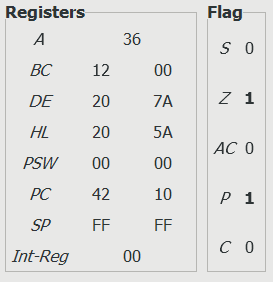 Registers
A 36
BC 12 00
DE 20 7A
HL 20 5A
PSW 00 00
PC 42 10
SP FF FF
Int-Reg 00
Flag
S 0
Z 1
AC 0
P 1
C 0